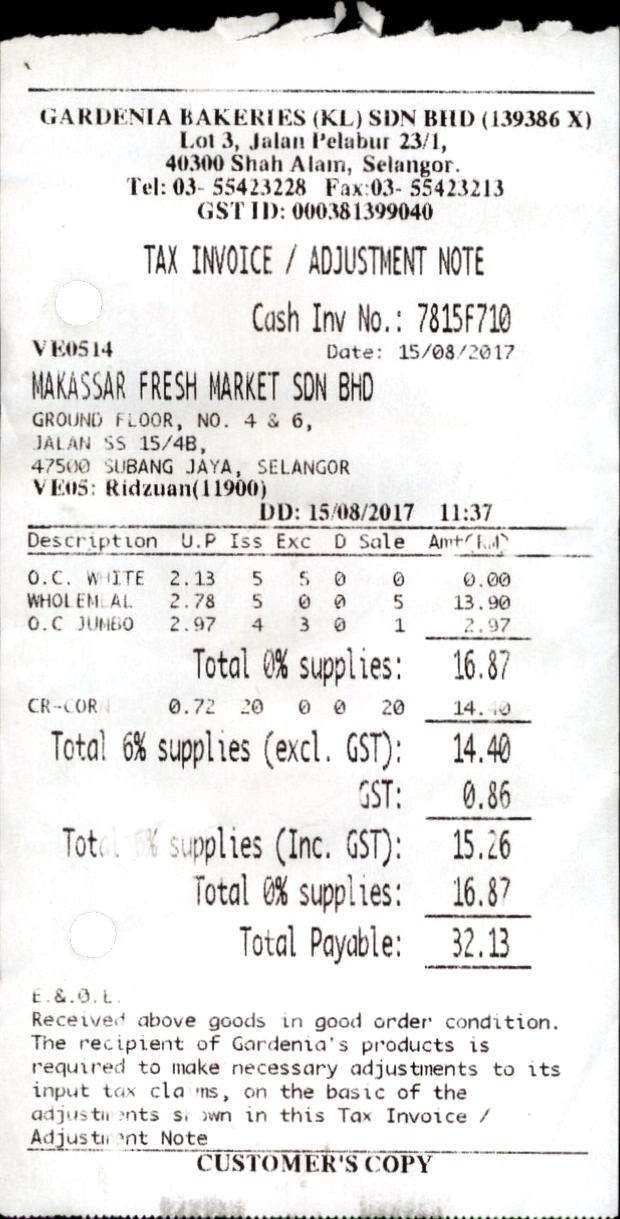 GARDENIA BAKERIES (KL) SDN BHD (139386 X)
Lot 3, Jalan Pelabur 23/1,
40300 Shah Alam, Selangor.
Tel: 03- 55423228 Fax:03- 55423213
GST ID: 000381399040
TAX INVOICE / ADJUSTMENT NOTE
Cash Inv No.: 7815F710
VE0514 Date: 15/08/2017
MAKASSAR FRESH MARKET SDN BHD
GROUND FLOOR, NO. 4 & 6,
JALAN SS 15/4B,
47500 SUBANG JAYA, SELANGOR
VE05: Ridzuan(11900)
DD: 15/08/2017 11:37
Description U.P Iss Exc D Sale Amt(RM)
O.C. WHITE 2.13 5 5 0 0 0.00
WHOLEMEAL 2.78 5 0 0 5 13.90
O.C JUMBO 2.97 4 3 0 1 2.97
Total 0% supplies: 16.87
CR-CORN 0.72 20 0 0 20 14.40
Total 6% supplies (excl. GST): 14.40
GST: 0.86
Total 6% supplies (Inc. GST): 15.26
Total 0% supplies: 16.87
Total Payable: 32.13
E.&.O.E.
Received above goods in good order condition.
The recipient of Gardenia's products is
required to make necessary adjustments to its
input tax claims, on the basic of the
adjustments shown in this Tax Invoice /
Adjustment Note
CUSTOMER'S COPY